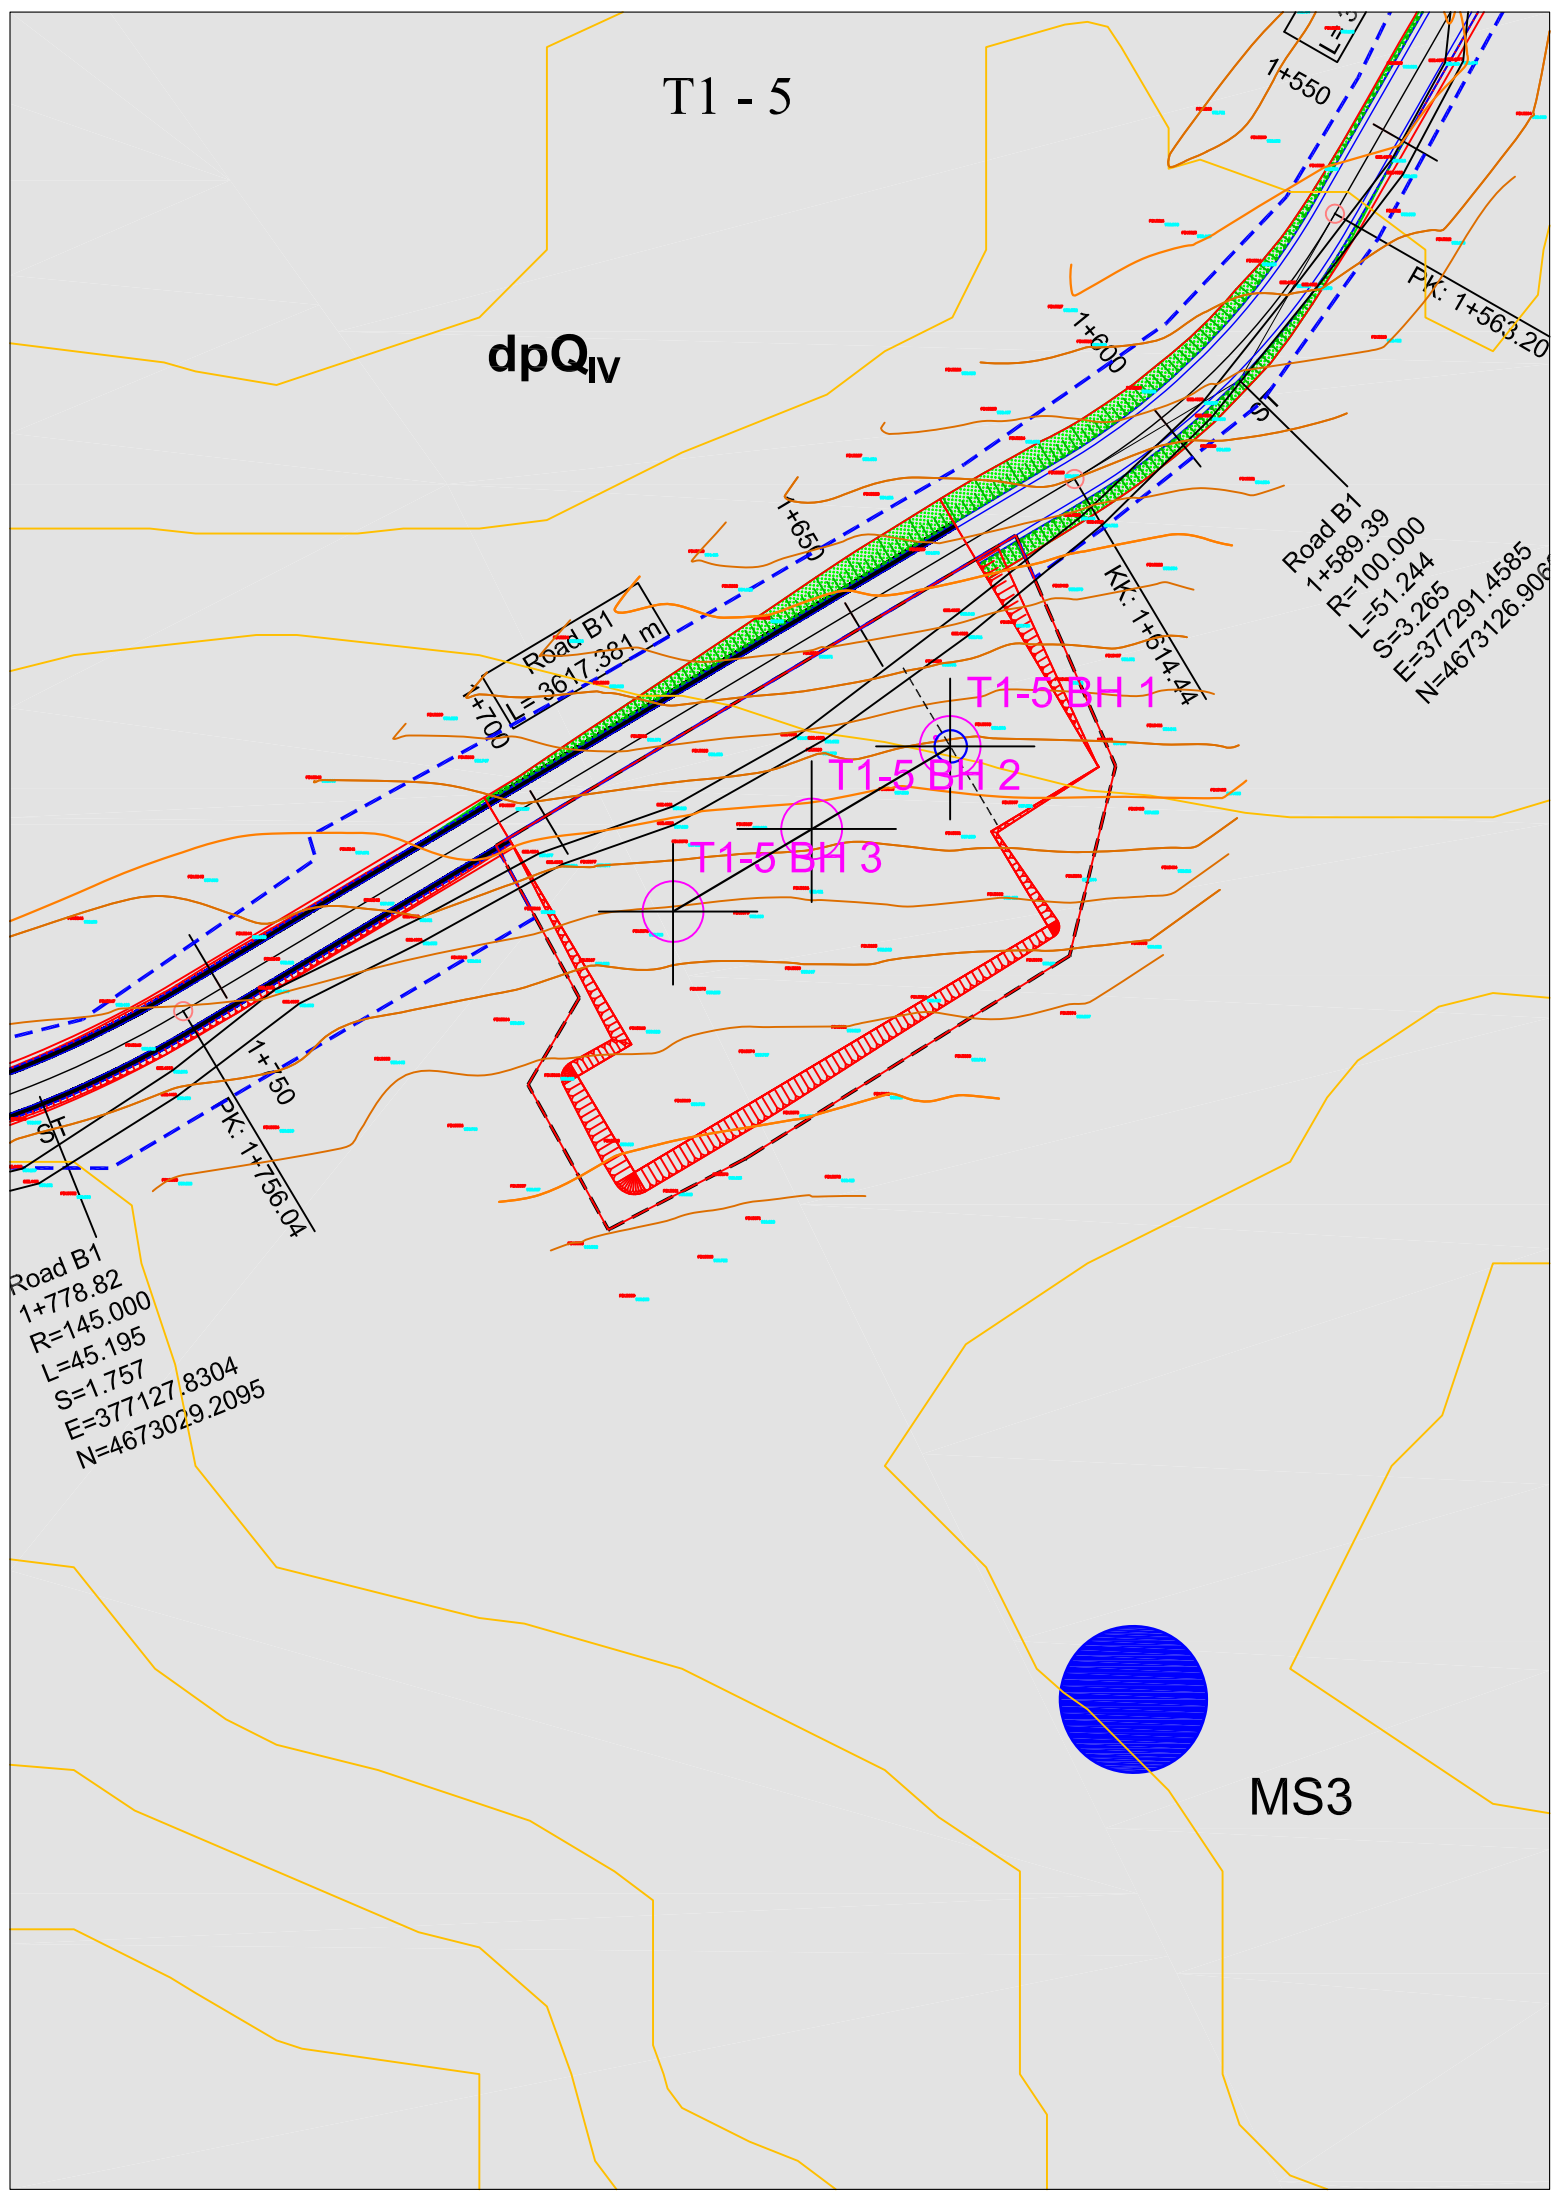 T1 - 5
1+550
PK: 1+563.20
dpQIV
1+600
ST
Road B1
1+589.39
R=100.000
L=51.244
S=3.265
E=377291.4585
1+650
KK: 1+614.44
Road B1
L= 3617.381 m
1+700
T1-5 BH 1
T1-5 BH 2
T1-5 BH 3
1+750
PK: 1+756.04
ST
Road B1
1+778.82
R=145.000
L=45.195
S=1.757
E=377127.8304
N=4673029.2095
MS3